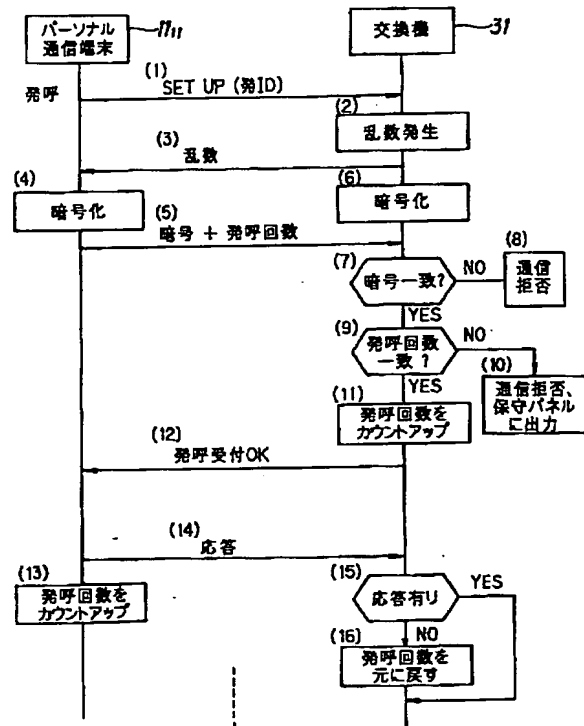 パーソナル
通信端末
17₁₁
交換機
31
発呼
(1)
SET UP (発ID)
(2)
乱数発生
(3)
乱数
(4)
暗号化
(5)
暗号 + 発呼回数
(6)
暗号化
(7)
暗号一致?
NO
(8)
通信
拒否
YES
(9)
発呼回数
一致?
NO
(10)
通信拒否、
保守パネル
に出力
YES
(11)
発呼回数を
カウントアップ
(12)
発呼受付OK
(14)
応答
(13)
発呼回数を
カウントアップ
(15)
応答有り
YES
NO
(16)
発呼回数を
元に戻す